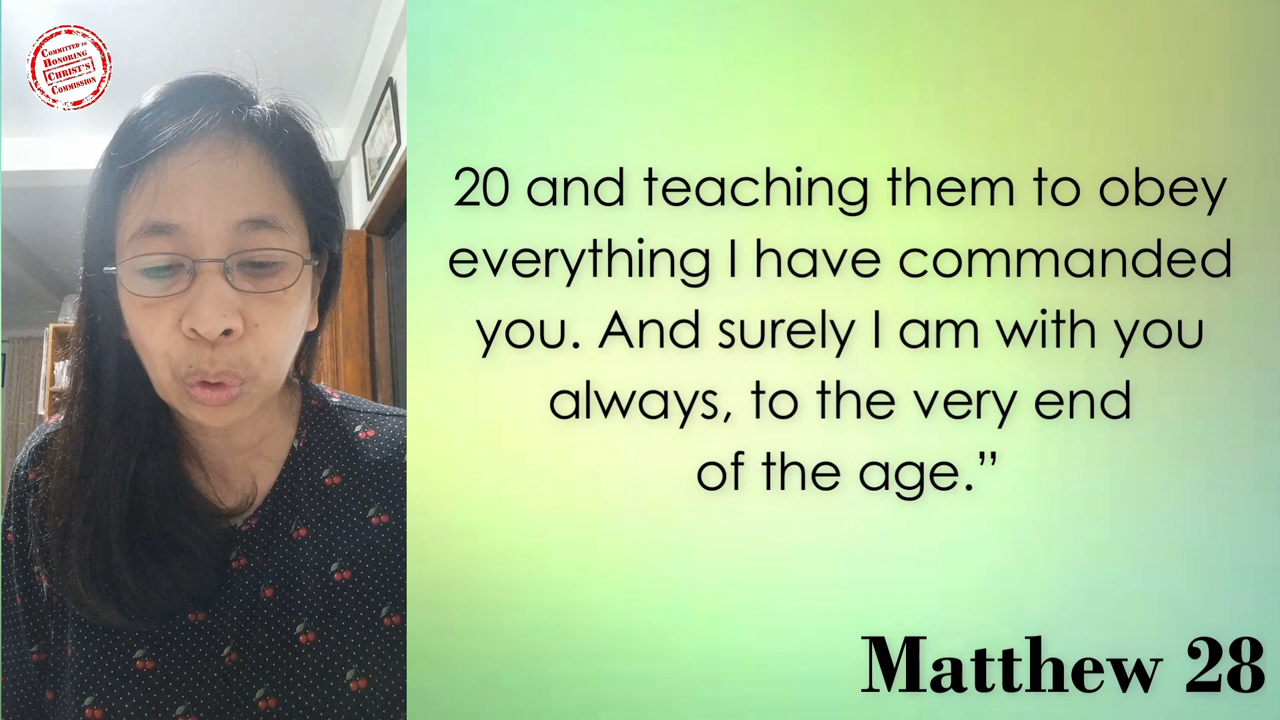 COMMITTED TO
HONORING
CHRIST'S
COMMISSION
20 and teaching them to obey
everything I have commanded
you. And surely I am with you
always, to the very end
of the age.”
Matthew 28